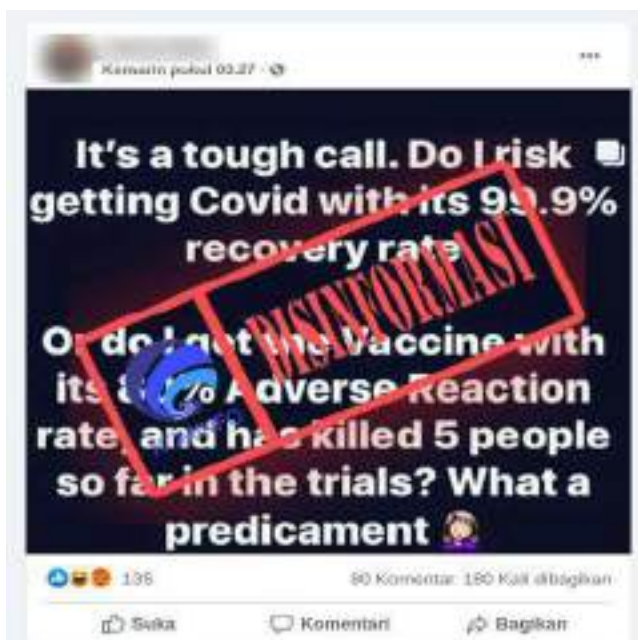 Kemarin pukul 03.27
It's a tough call. Do I risk
getting Covid with its 99.9%
recovery rate
Or do I get the Vaccine with
its % Adverse Reaction
rate, and has killed 5 people
so far in the trials? What a
predicament
DISINFORMASI
135
80 Komentar 180 Kali dibagikan
Suka
Komentari
Bagikan